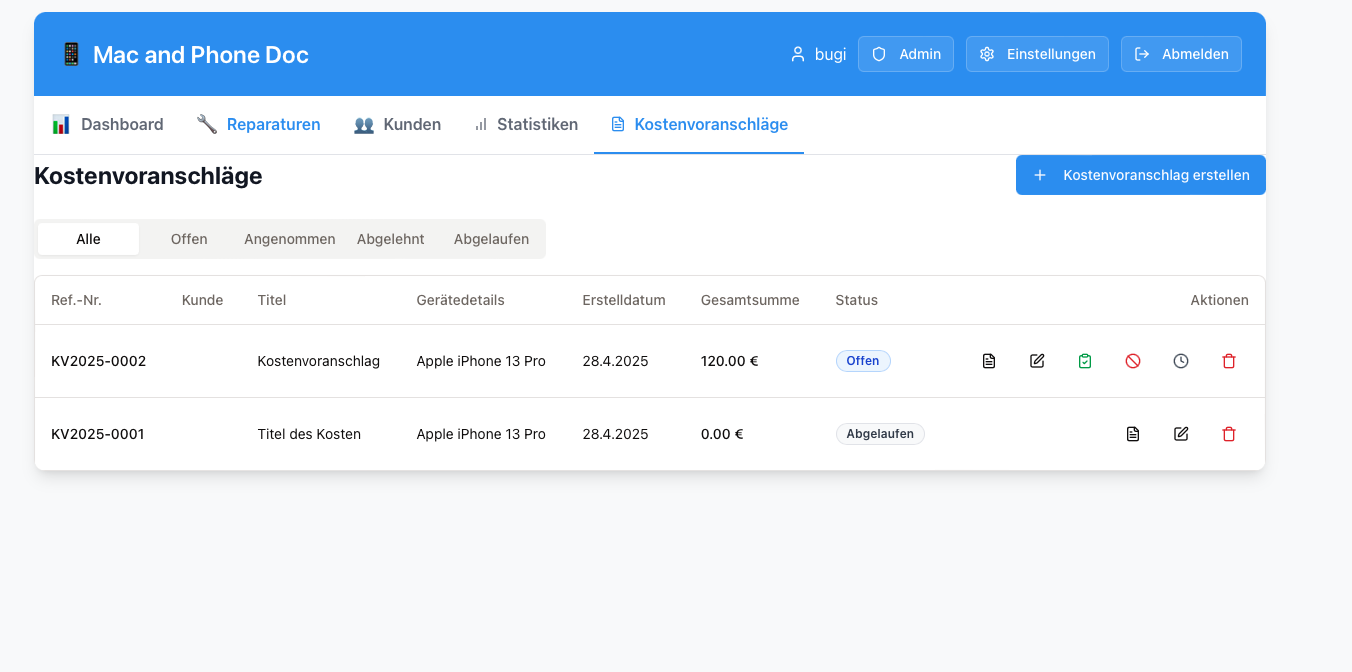 Mac and Phone Doc
bugi
Admin
Einstellungen
Abmelden
Dashboard
Reparaturen
Kunden
Statistiken
Kostenvoranschläge
Kostenvoranschläge
Kostenvoranschlag erstellen
Alle
Offen
Angenommen
Abgelehnt
Abgelaufen
Ref.-Nr. Kunde Titel Gerätedetails Erstelldatum Gesamtsumme Status Aktionen
KV2025-0002 Kostenvoranschlag Apple iPhone 13 Pro 28.4.2025 120.00 € Offen
KV2025-0001 Titel des Kosten Apple iPhone 13 Pro 28.4.2025 0.00 € Abgelaufen